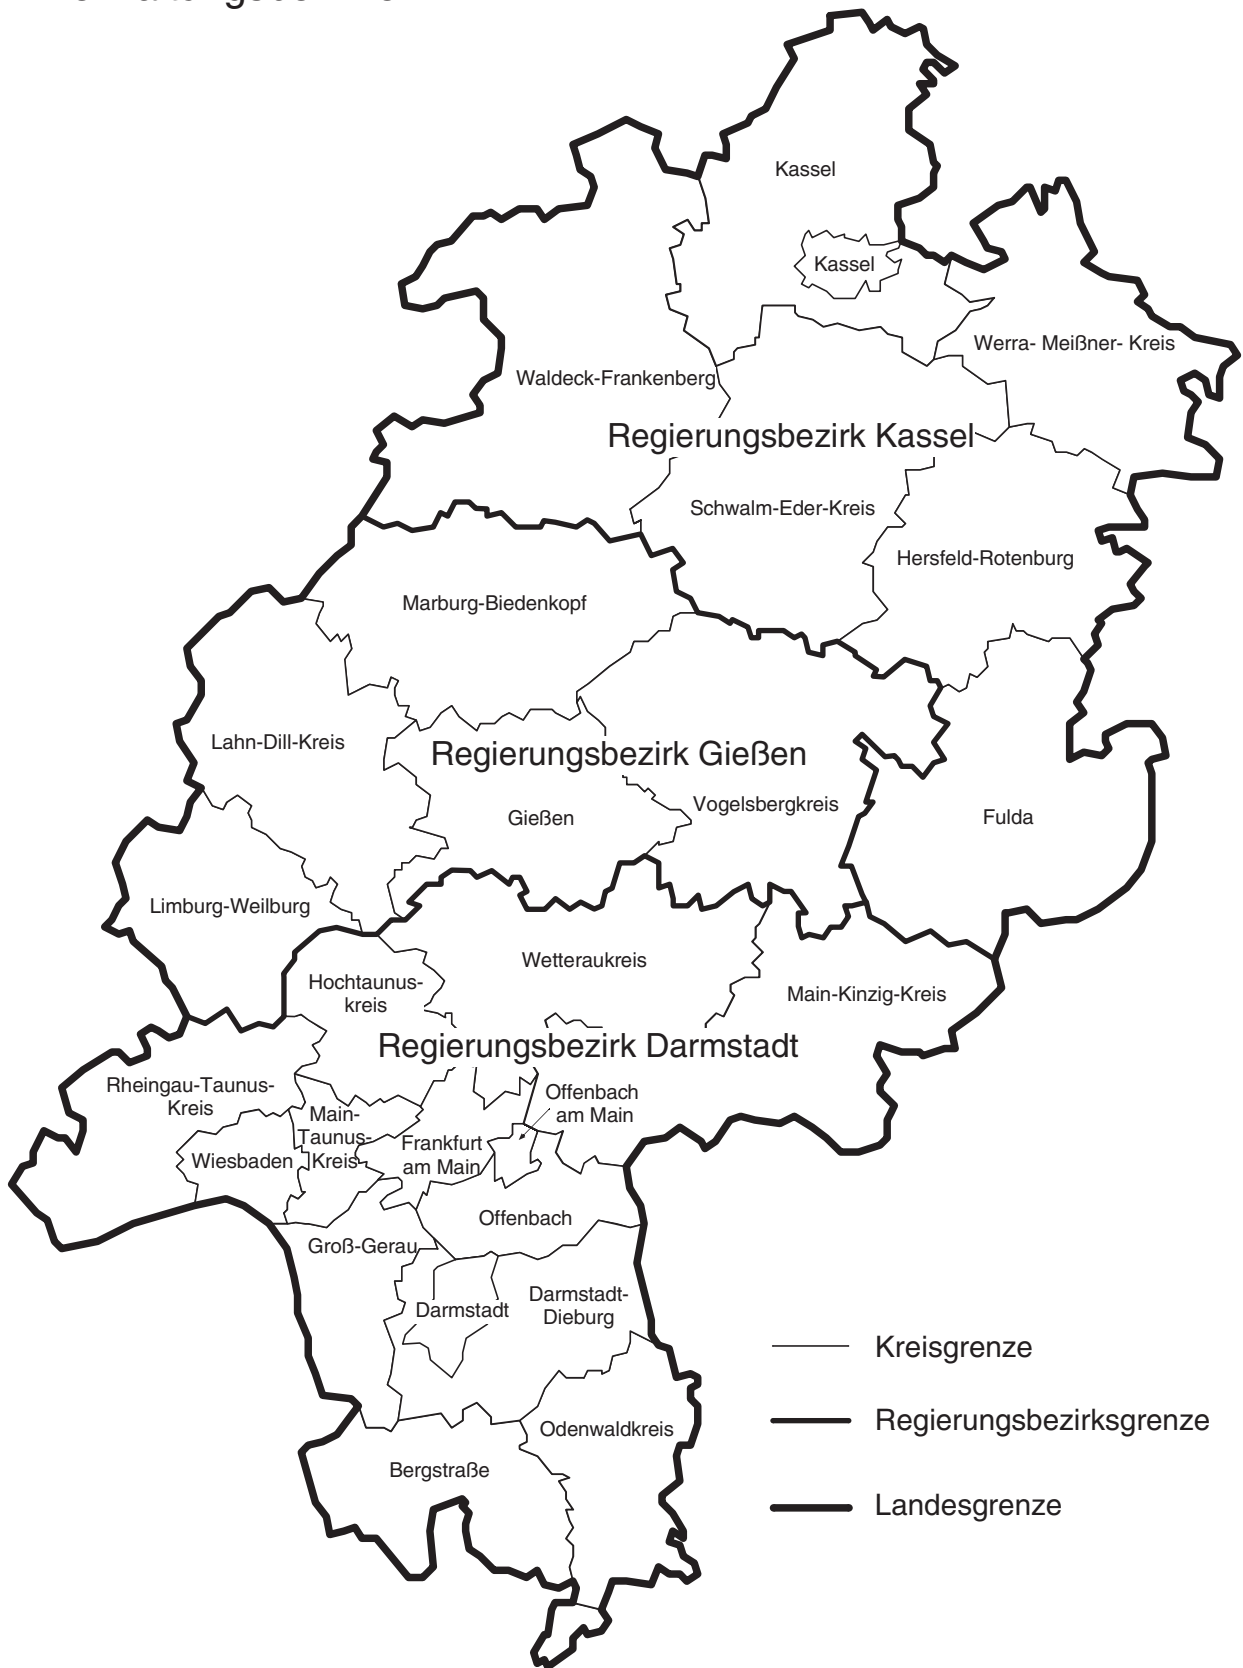 Kassel
Kassel
Werra- Meißner- Kreis
Waldeck-Frankenberg
Regierungsbezirk Kassel
Schwalm-Eder-Kreis
Hersfeld-Rotenburg
Marburg-Biedenkopf
Lahn-Dill-Kreis
Regierungsbezirk Gießen
Vogelsbergkreis
Gießen
Fulda
Limburg-Weilburg
Wetteraukreis
Hochtaunus-
kreis
Main-Kinzig-Kreis
Regierungsbezirk Darmstadt
Rheingau-Taunus-
Kreis
Offenbach
am Main
Main-
Taunus-
Kreis
Frankfurt
am Main
Wiesbaden
Offenbach
Groß-Gerau
Darmstadt-
Dieburg
Darmstadt
Kreisgrenze
Regierungsbezirksgrenze
Odenwaldkreis
Bergstraße
Landesgrenze